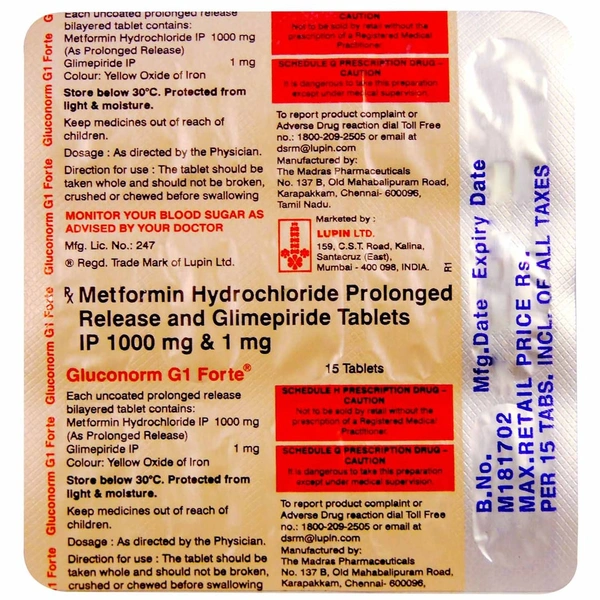 Each uncoated prolonged release
bilayered tablet contains:
Metformin Hydrochloride IP 1000 mg
(As Prolonged Release)
Glimepiride IP 1 mg
Colour: Yellow Oxide of Iron
Store below 30°C. Protected from
light & moisture.
Keep medicines out of reach of
children.
Dosage : As directed by the Physician.
Direction for use : The tablet should be
taken whole and should not be broken,
crushed or chewed before swallowing
MONITOR YOUR BLOOD SUGAR AS
ADVISED BY YOUR DOCTOR
Mfg. Lic. No.: 247
® Regd. Trade Mark of Lupin Ltd.
CAUTION
Not to be sold by retail without the
prescription of a Registered Medical
Practitioner.
SCHEDULE G PRESCRIPTION DRUG –
CAUTION
It is dangerous to take this preparation
except under medical supervision.
To report product complaint or
Adverse Drug reaction dial Toll Free
no.: 1800-209-2505 or email at
dsrm@lupin.com
Manufactured by:
The Madras Pharmaceuticals
No. 137 B, Old Mahabalipuram Road,
Karapakkam, Chennai- 600096,
Tamil Nadu.
Marketed by :
LUPIN LTD.
159, C.S.T. Road, Kalina,
Santacruz (East),
Mumbai - 400 098, INDIA.
R1
Rx Metformin Hydrochloride Prolonged
Release and Glimepiride Tablets
IP 1000 mg & 1 mg
Gluconorm G1 Forte®
15 Tablets
Each uncoated prolonged release
bilayered tablet contains:
Metformin Hydrochloride IP 1000 mg
(As Prolonged Release)
Glimepiride IP 1 mg
Colour: Yellow Oxide of Iron
Store below 30°C. Protected from
light & moisture.
Keep medicines out of reach of
children.
Dosage : As directed by the Physician.
Direction for use : The tablet should be
taken whole and should not be broken,
crushed or chewed before swallowing
SCHEDULE H PRESCRIPTION DRUG –
CAUTION
Not to be sold by retail without the
prescription of a Registered Medical
Practitioner.
SCHEDULE G PRESCRIPTION DRUG –
CAUTION
It is dangerous to take this preparation
except under medical supervision.
To report product complaint or
Adverse Drug reaction dial Toll Free
no.: 1800-209-2505 or email at
dsrm@lupin.com
Manufactured by:
The Madras Pharmaceuticals
No. 137 B, Old Mahabalipuram Road,
Karapakkam, Chennai- 600096,
1 Forte Gluconorm G1 Forte Gluconorm G1 Forte Gluconorm G1 Forte Gluconorm G1 Forte G
B.No. Mfg.Date Expiry Date
M181702
MAX.RETAIL PRICE Rs.
PER 15 TABS. INCL. OF ALL TAXES